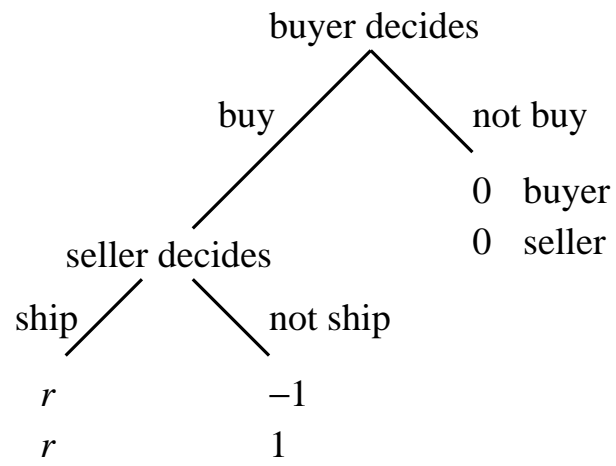 buyer decides
buy
not buy
0 buyer
0 seller
seller decides
ship
not ship
r
−1
r
1